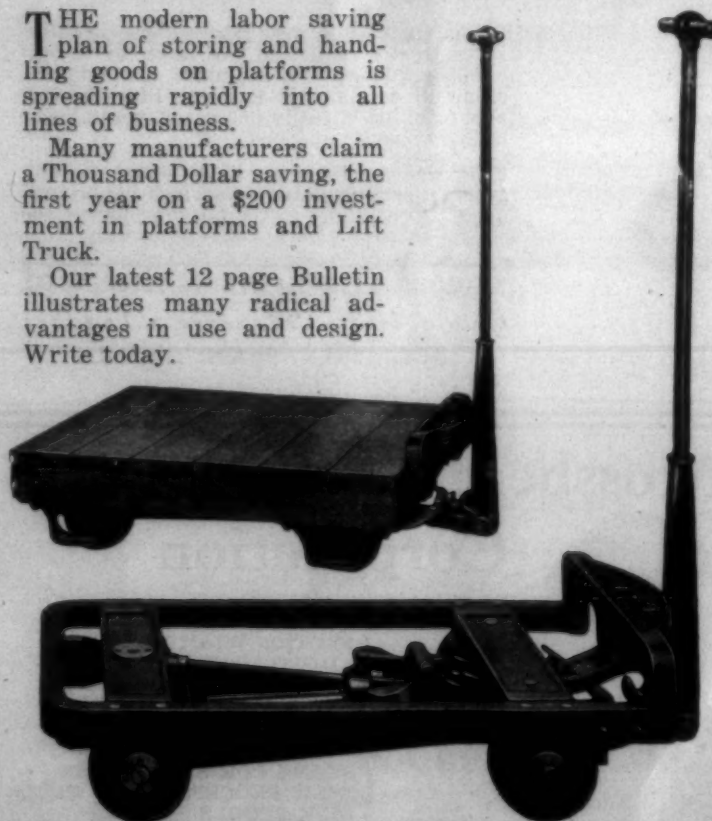 THE modern labor saving
plan of storing and hand-
ling goods on platforms is
spreading rapidly into all
lines of business.
Many manufacturers claim
a Thousand Dollar saving, the
first year on a $200 invest-
ment in platforms and Lift
Truck.
Our latest 12 page Bulletin
illustrates many radical ad-
vantages in use and design.
Write today.